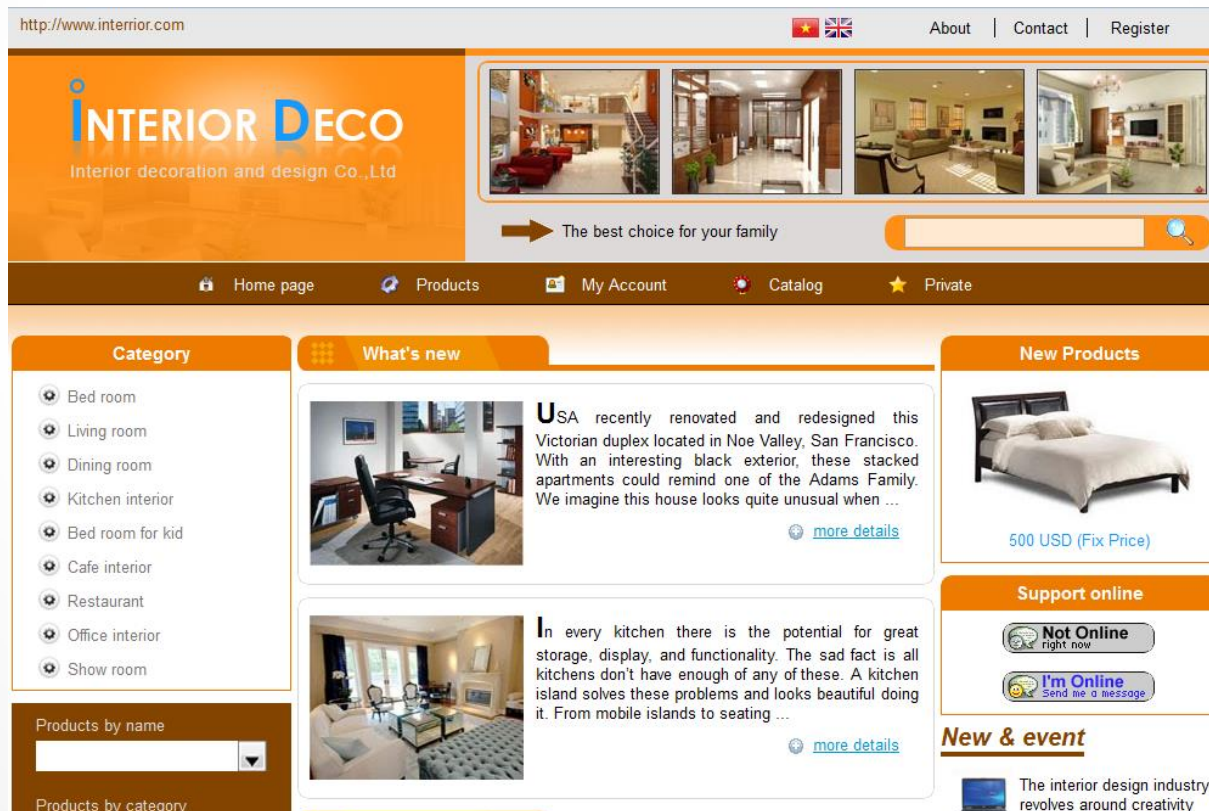 http://www.interrior.com
About | Contact | Register
INTERIOR DECO
Interior decoration and design Co.,Ltd
The best choice for your family
Home page Products My Account Catalog Private
Category
Bed room
Living room
Dining room
Kitchen interior
Bed room for kid
Cafe interior
Restaurant
Office interior
Show room
Products by name
Products by category
What's new
USA recently renovated and redesigned this
Victorian duplex located in Noe Valley, San Francisco.
With an interesting black exterior, these stacked
apartments could remind one of the Adams Family.
We imagine this house looks quite unusual when ...
more details
In every kitchen there is the potential for great
storage, display, and functionality. The sad fact is all
kitchens don't have enough of any of these. A kitchen
island solves these problems and looks beautiful doing
it. From mobile islands to seating ...
more details
New Products
500 USD (Fix Price)
Support online
Not Online
right now
I'm Online
Send me a message
New & event
The interior design industry
revolves around creativity